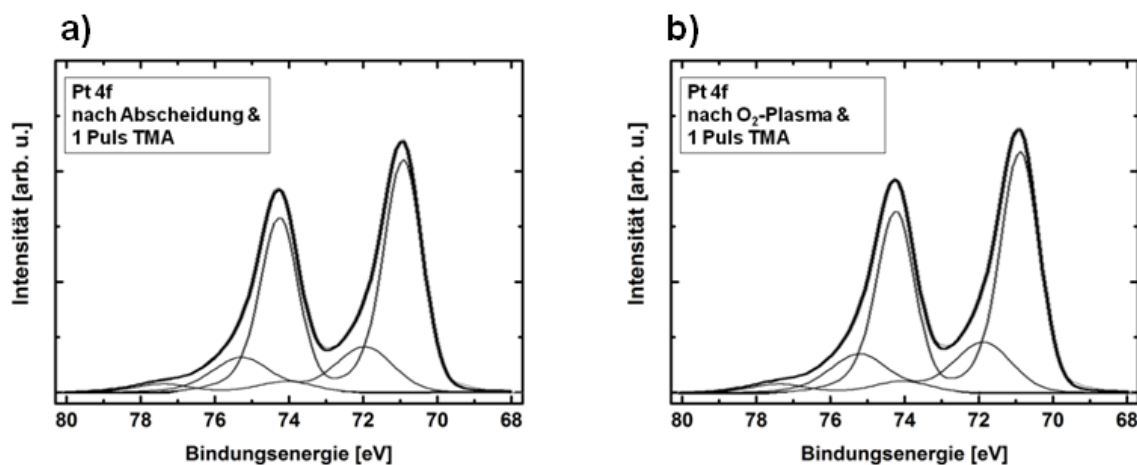 a)
Pt 4f
nach Abscheidung &
1 Puls TMA
Intensität [arb. u.]
80 78 76 74 72 70 68
Bindungsenergie [eV]
b)
Pt 4f
nach O₂-Plasma &
1 Puls TMA
Intensität [arb. u.]
80 78 76 74 72 70 68
Bindungsenergie [eV]